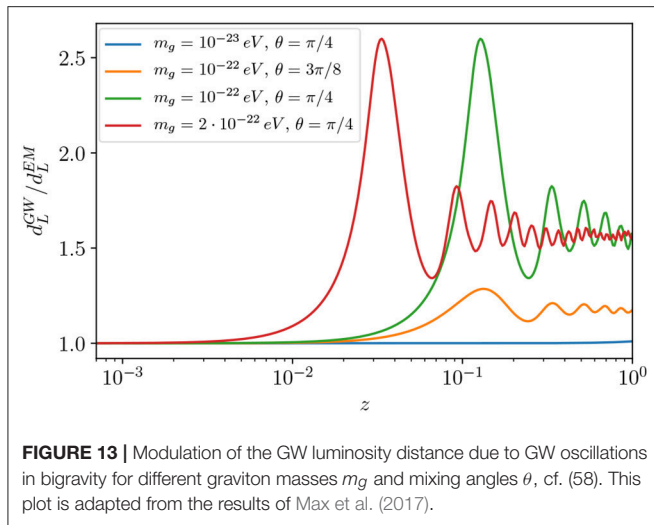 2.5
2.0
1.5
1.0
m_g = 10^{-23} eV, θ = π/4
m_g = 10^{-22} eV, θ = 3π/8
m_g = 10^{-22} eV, θ = π/4
m_g = 2 · 10^{-22} eV, θ = π/4
d_L^{GW}/d_L^{EM}
10^{-3} 10^{-2} 10^{-1} 10^{0}
z
FIGURE 13 | Modulation of the GW luminosity distance due to GW oscillations
in bigravity for different graviton masses m_g and mixing angles θ, cf. (58). This
plot is adapted from the results of Max et al. (2017).